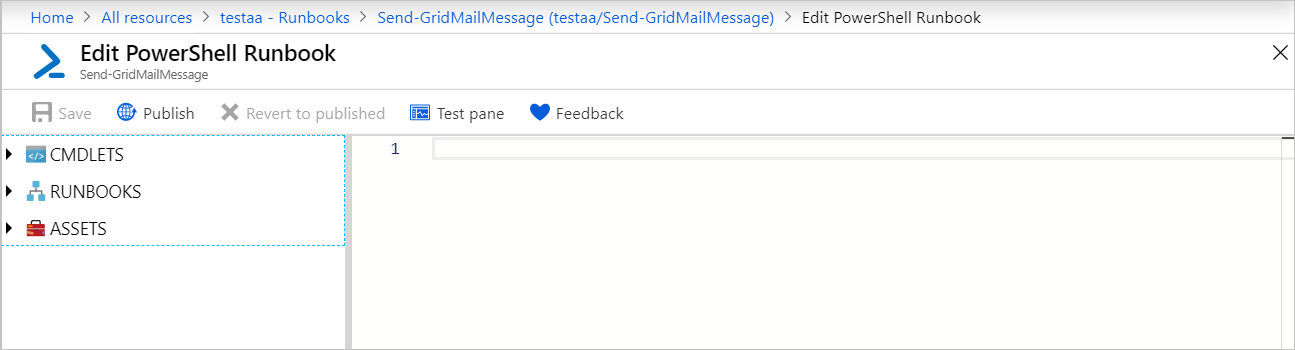 Home > All resources > testaa - Runbooks > Send-GridMailMessage (testaa/Send-GridMailMessage) > Edit PowerShell Runbook
Edit PowerShell Runbook
Send-GridMailMessage
Save Publish Revert to published Test pane Feedback
CMDLETS
1
RUNBOOKS
ASSETS